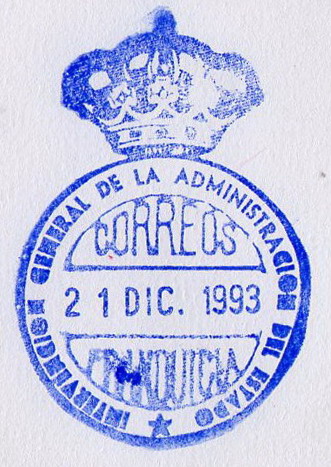 INTERVENCION GENERAL DE LA ADMINISTRACION DEL ESTADO
CORREOS
21 DIC. 1993
FRANQUICIA